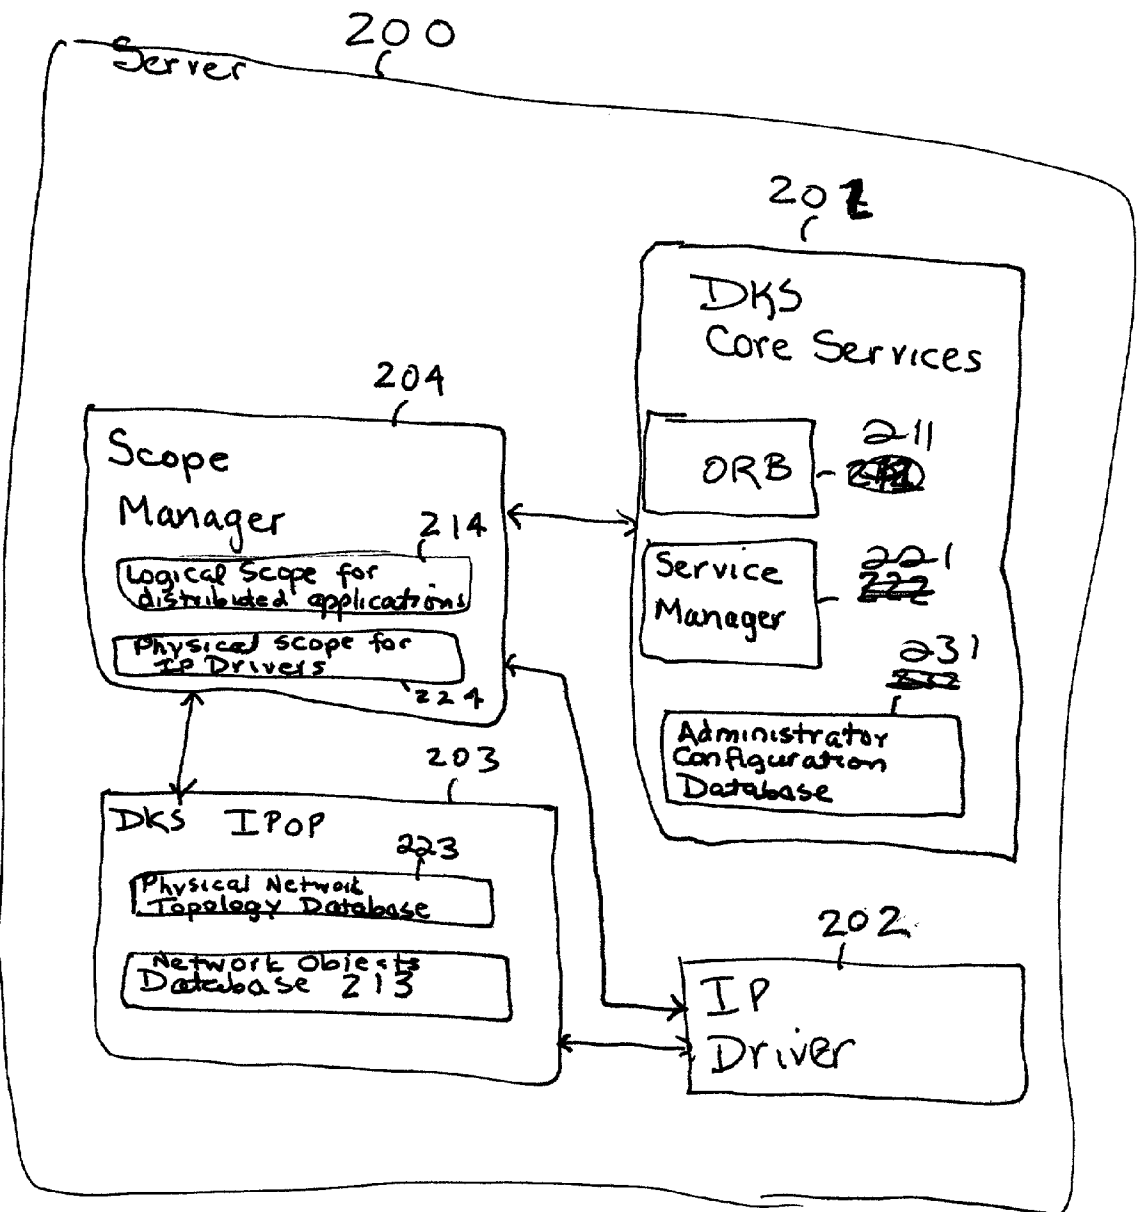 200
Server
201
DKS
Core Services
204
Scope
Manager
214
Logical Scope for
distributed applications
Physical Scope for
IP Drivers
224
ORB
211
Service
Manager
221
231
Administrator
Configuration
Database
203
DKS IPOP
223
Physical Network
Topology Database
Network Objects
Database 213
202
IP
Driver